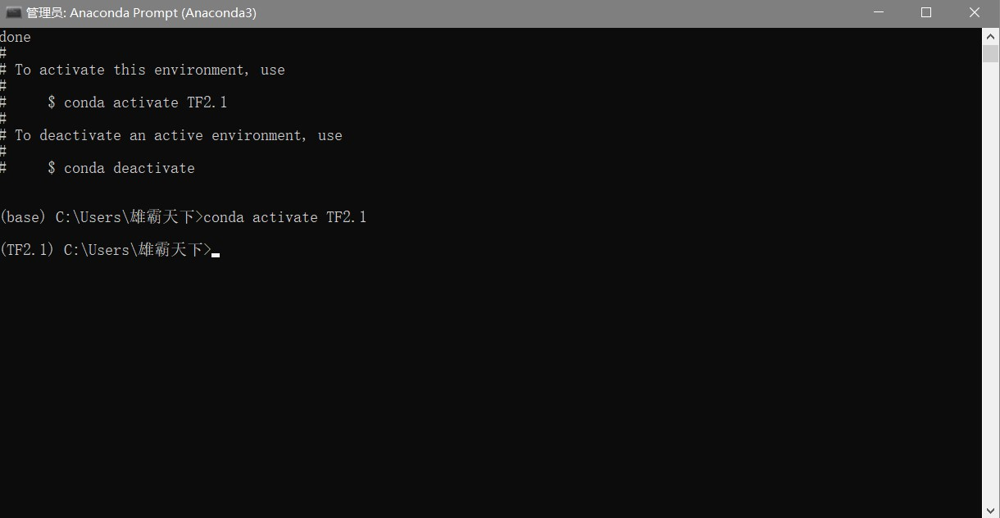 管理员: Anaconda Prompt (Anaconda3)
done
#
# To activate this environment, use
#
#     $ conda activate TF2.1
#
# To deactivate an active environment, use
#
#     $ conda deactivate
(base) C:\Users\雄霸天下>conda activate TF2.1
(TF2.1) C:\Users\雄霸天下>